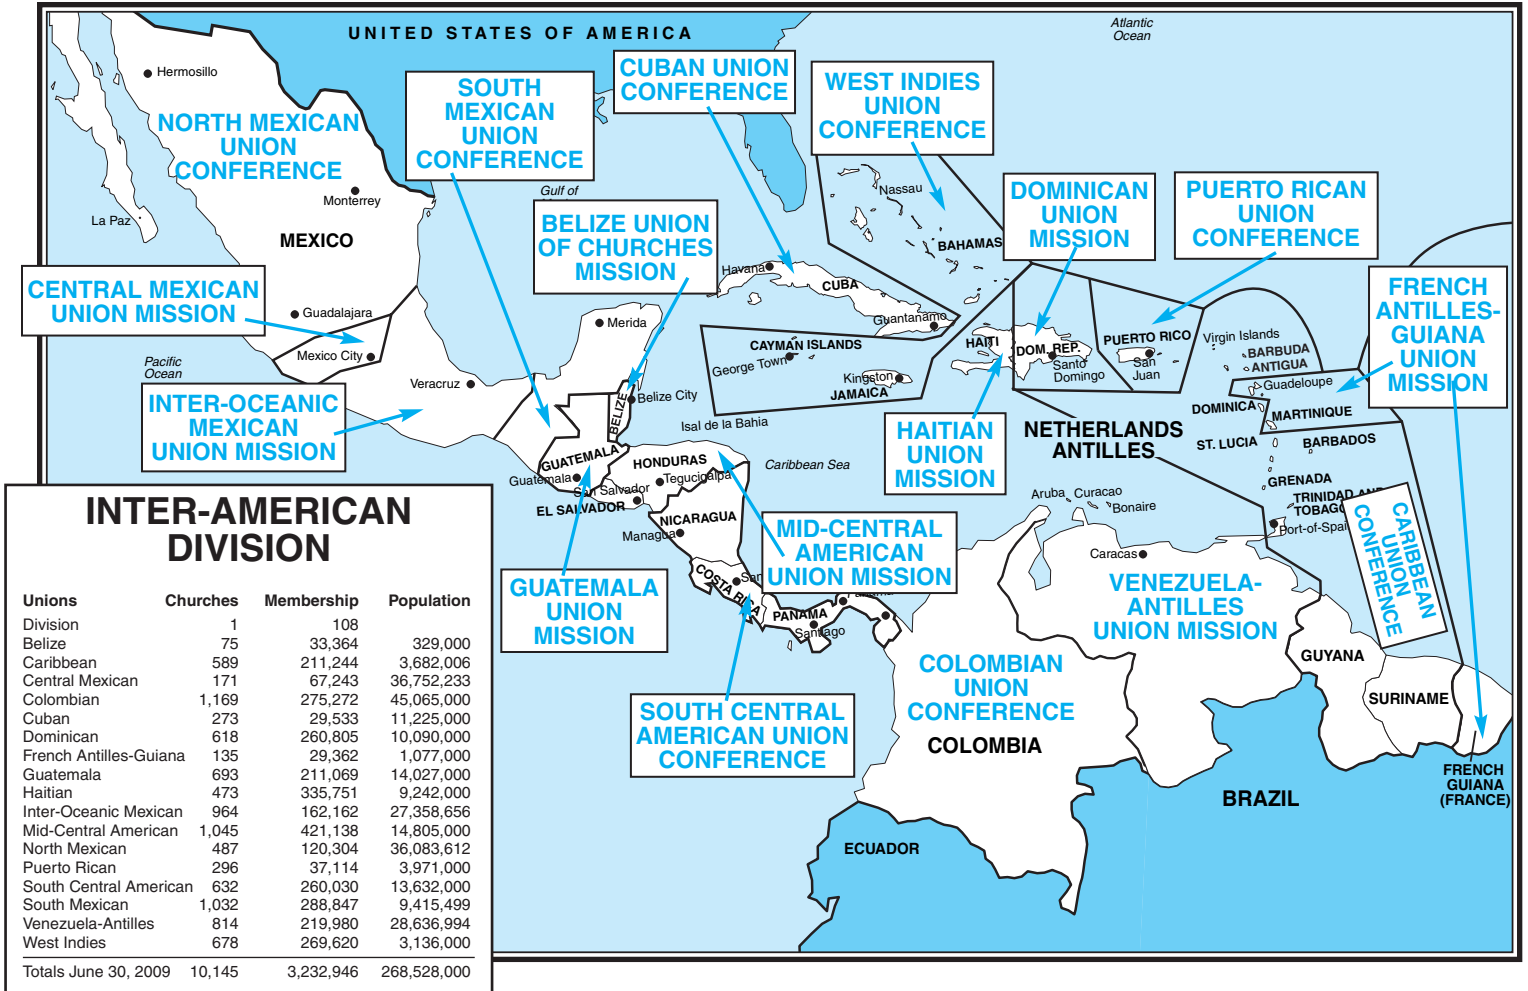 Atlantic
Ocean
UNITED STATES OF AMERICA
Hermosillo
NORTH MEXICAN
UNION
CONFERENCE
SOUTH
MEXICAN
UNION
CONFERENCE
CUBAN UNION
CONFERENCE
WEST INDIES
UNION
CONFERENCE
DOMINICAN
UNION
MISSION
PUERTO RICAN
UNION
CONFERENCE
Monterrey
La Paz
MEXICO
Gulf of
BELIZE UNION
OF CHURCHES
MISSION
Nassau
BAHAMAS
FRENCH
ANTILLES-
GUIANA
UNION
MISSION
CENTRAL MEXICAN
UNION MISSION
Guadalajara
Mexico City
Pacific
Ocean
Veracruz
Merida
Havana
CUBA
Guantanamo
CAYMAN ISLANDS
George Town
Kingston
JAMAICA
HAITI
DOM. REP.
Santo
Domingo
PUERTO RICO
San
Juan
Virgin Islands
BARBUDA
ANTIGUA
Guadeloupe
DOMINICA
MARTINIQUE
ST. LUCIA
BARBADOS
GRENADA
TRINIDAD AND
TOBAGO
Port-of-Spai
INTER-OCEANIC
MEXICAN
UNION MISSION
BELIZE
Belize City
Isal de la Bahia
Caribbean Sea
HAITIAN
UNION
MISSION
NETHERLANDS
ANTILLES
GUATEMALA
Guatemala
HONDURAS
Tegucigalpa
San Salvador
EL SALVADOR
NICARAGUA
Managua
COSTA RICA
San
PANAMA
Panama
Santiago
Aruba
Curacao
Bonaire
Caracas
CARIBBEAN
UNION
CONFERENCE
GUATEMALA
UNION
MISSION
MID-CENTRAL
AMERICAN
UNION MISSION
VENEZUELA-
ANTILLES
UNION MISSION
SOUTH CENTRAL
AMERICAN UNION
CONFERENCE
COLOMBIAN
UNION
CONFERENCE
COLOMBIA
GUYANA
SURINAME
FRENCH
GUIANA
(FRANCE)
BRAZIL
ECUADOR
INTER-AMERICAN
DIVISION
Unions Churches Membership Population
Division 1 108
Belize 75 33,364 329,000
Caribbean 589 211,244 3,682,006
Central Mexican 171 67,243 36,752,233
Colombian 1,169 275,272 45,065,000
Cuban 273 29,533 11,225,000
Dominican 618 260,805 10,090,000
French Antilles-Guiana 135 29,362 1,077,000
Guatemala 693 211,069 14,027,000
Haitian 473 335,751 9,242,000
Inter-Oceanic Mexican 964 162,162 27,358,656
Mid-Central American 1,045 421,138 14,805,000
North Mexican 487 120,304 36,083,612
Puerto Rican 296 37,114 3,971,000
South Central American 632 260,030 13,632,000
South Mexican 1,032 288,847 9,415,499
Venezuela-Antilles 814 219,980 28,636,994
West Indies 678 269,620 3,136,000
Totals June 30, 2009 10,145 3,232,946 268,528,000